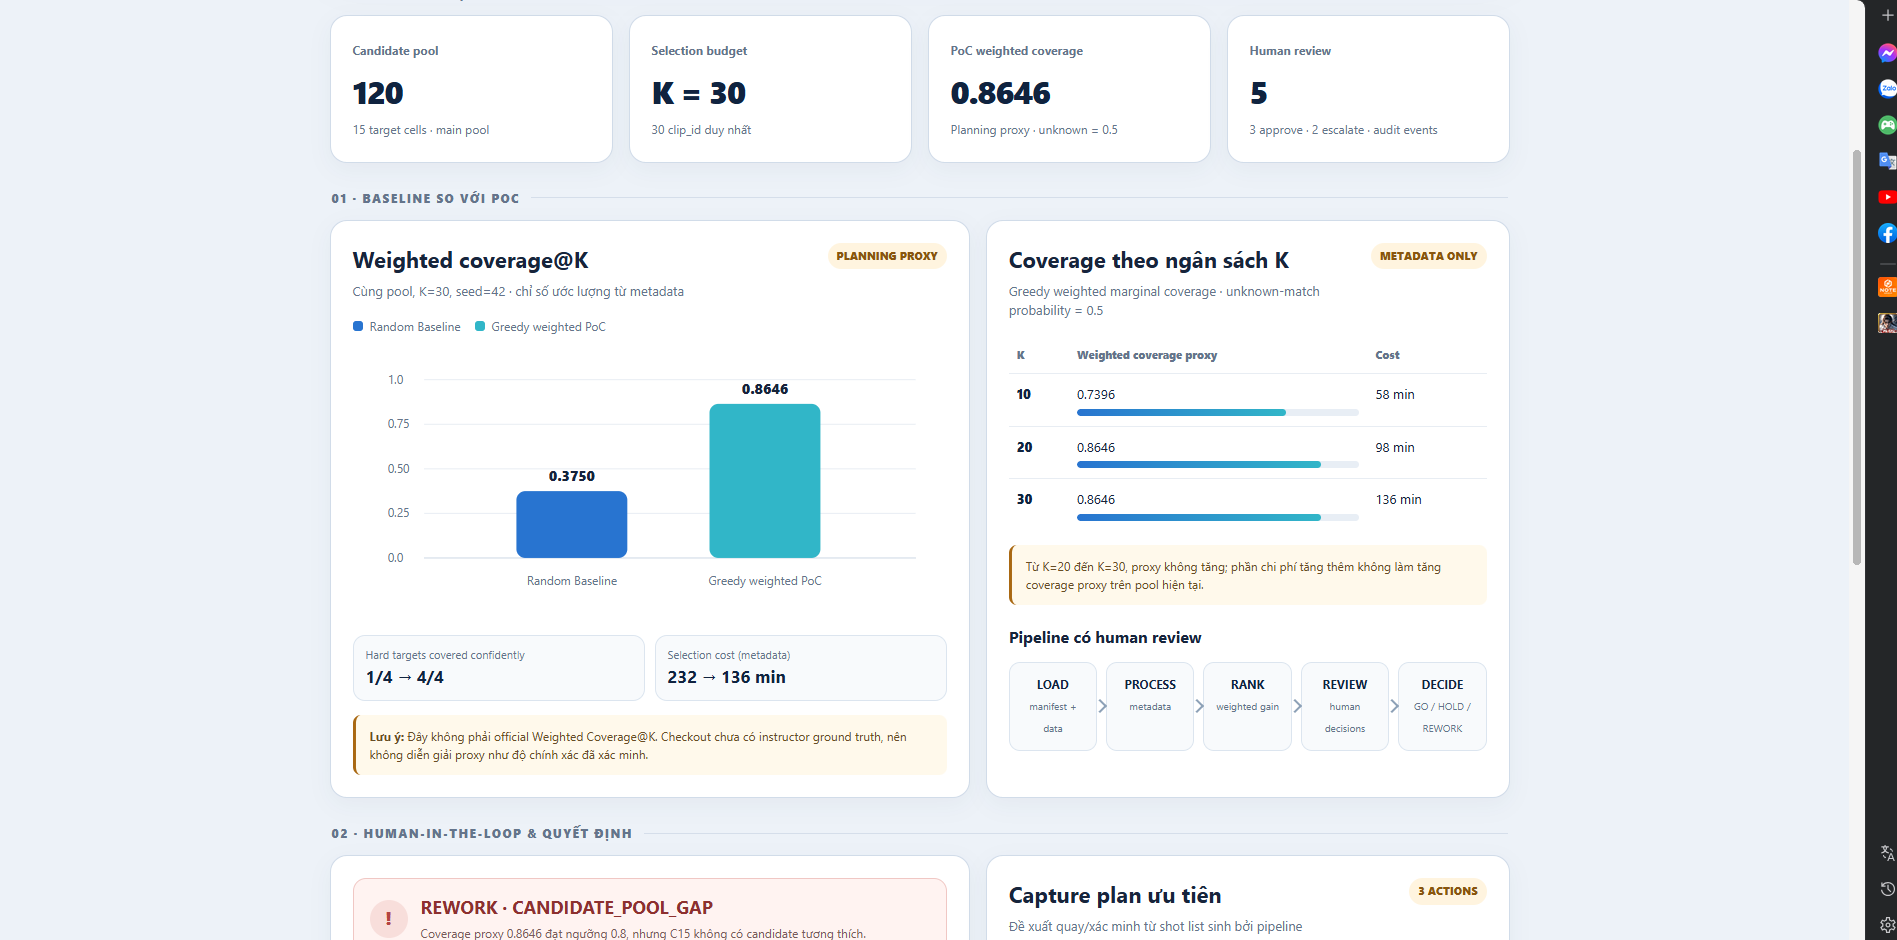 Candidate pool
120
15 target cells · main pool
Selection budget
K = 30
30 clip_id duy nhất
PoC weighted coverage
0.8646
Planning proxy · unknown = 0.5
Human review
5
3 approve · 2 escalate · audit events
01 · BASELINE SO VỚI POC
Weighted coverage@K
PLANNING PROXY
Cùng pool, K=30, seed=42 · chỉ số ước lượng từ metadata
Random Baseline
Greedy weighted PoC
1.0
0.75
0.50
0.25
0.0
0.3750
0.8646
Random Baseline
Greedy weighted PoC
Hard targets covered confidently
1/4 → 4/4
Selection cost (metadata)
232 → 136 min
Lưu ý: Đây không phải official Weighted Coverage@K. Checkout chưa có instructor ground truth, nên
không diễn giải proxy như độ chính xác đã xác minh.
Coverage theo ngân sách K
METADATA ONLY
Greedy weighted marginal coverage · unknown-match
probability = 0.5
K Weighted coverage proxy Cost
10 0.7396 58 min
20 0.8646 98 min
30 0.8646 136 min
Từ K=20 đến K=30, proxy không tăng; phần chi phí tăng thêm không làm tăng
coverage proxy trên pool hiện tại.
Pipeline có human review
LOAD
manifest +
data
PROCESS
metadata
RANK
weighted gain
REVIEW
human
decisions
DECIDE
GO / HOLD /
REWORK
02 · HUMAN-IN-THE-LOOP & QUYẾT ĐỊNH
!
REWORK · CANDIDATE_POOL_GAP
Coverage proxy 0.8646 đạt ngưỡng 0.8, nhưng C15 không có candidate tương thích.
Capture plan ưu tiên
3 ACTIONS
Đề xuất quay/xác minh từ shot list sinh bởi pipeline
Zalo
NOTE